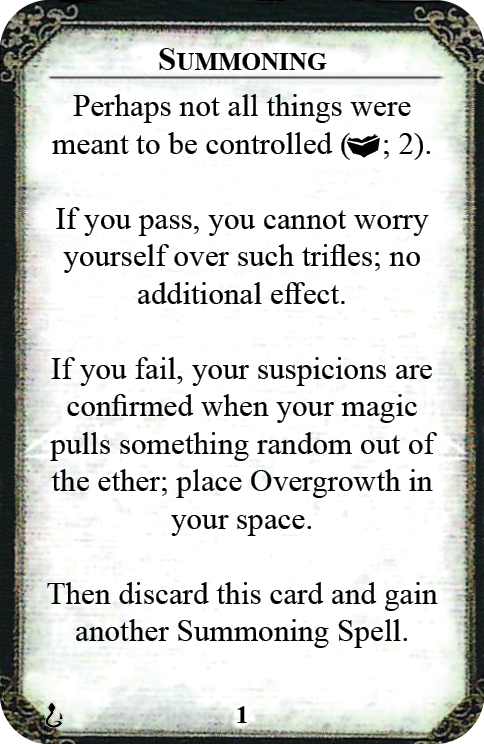 SUMMONING
Perhaps not all things were
meant to be controlled (; 2).
If you pass, you cannot worry
yourself over such trifles; no
additional effect.
If you fail, your suspicions are
confirmed when your magic
pulls something random out of
the ether; place Overgrowth in
your space.
Then discard this card and gain
another Summoning Spell.
1